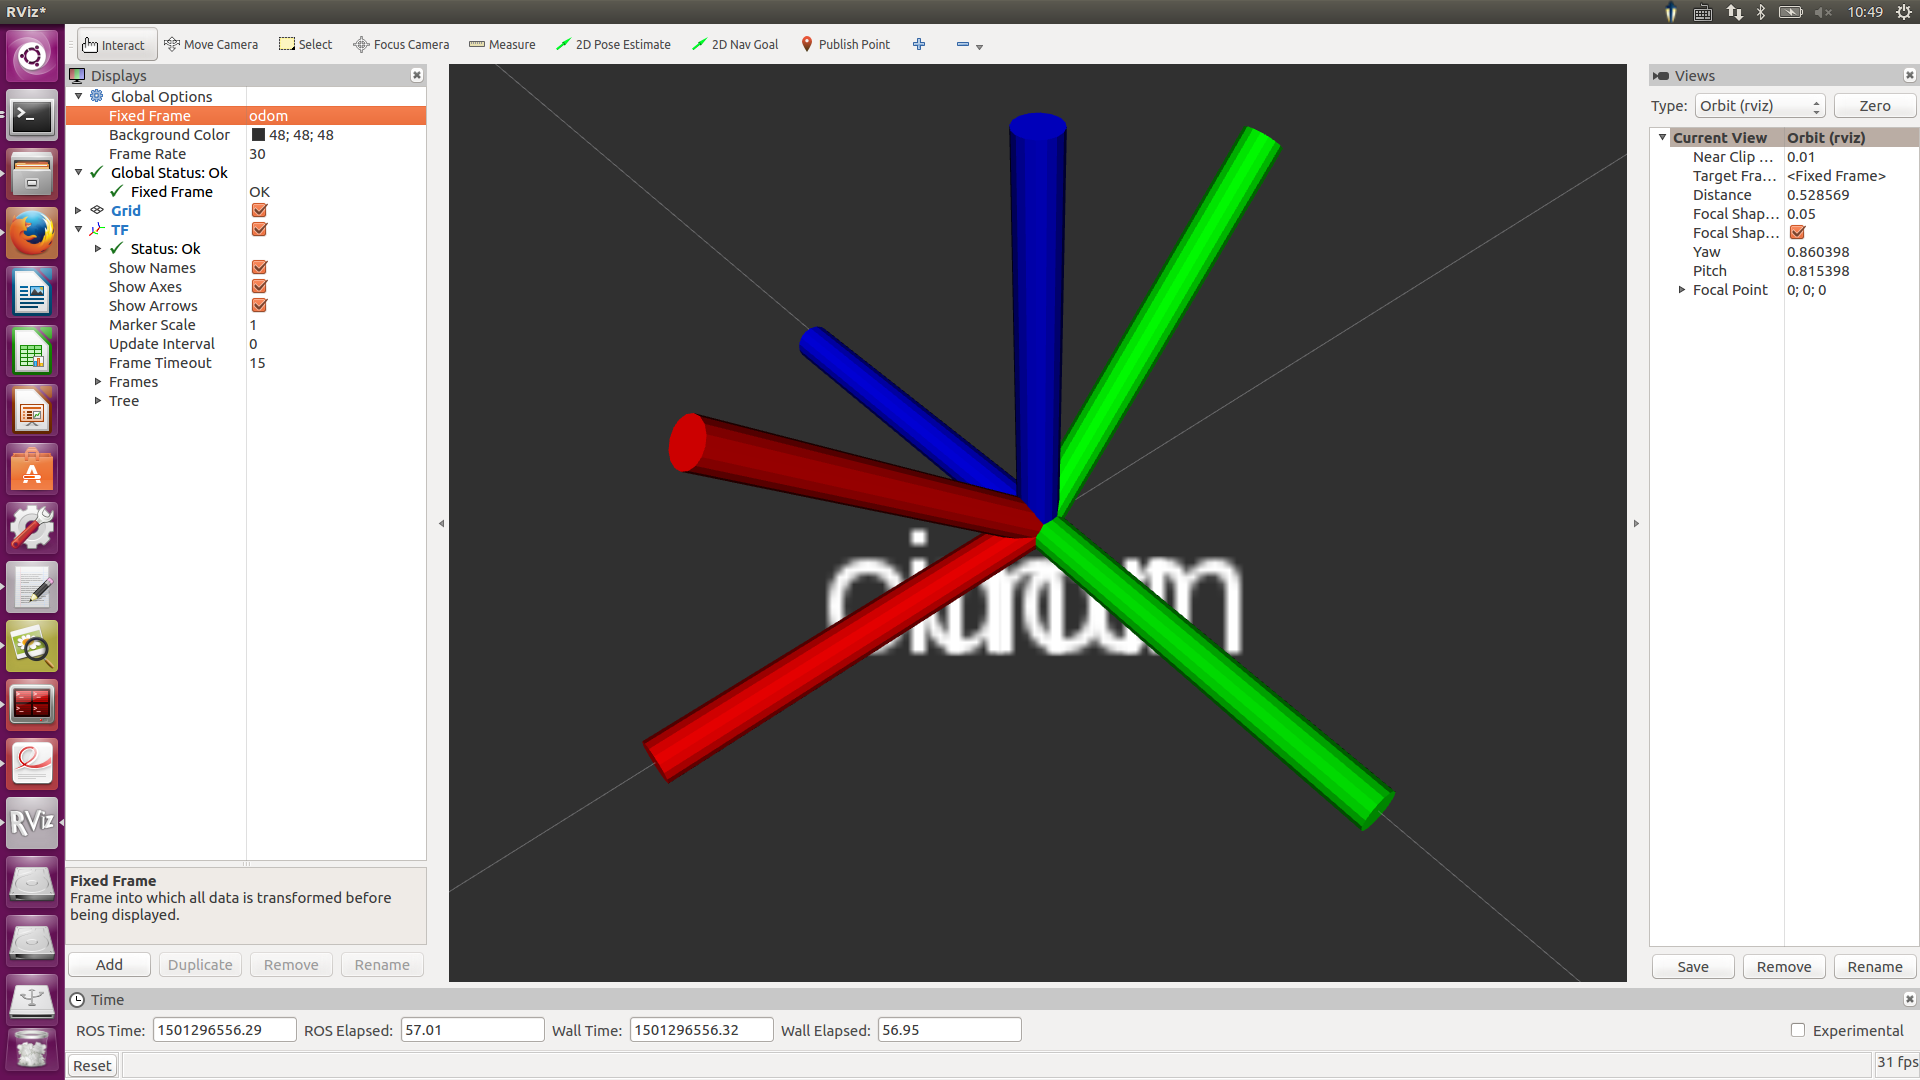 RViz*
10:49
Interact
Move Camera
Select
Focus Camera
Measure
2D Pose Estimate
2D Nav Goal
Publish Point
Displays
Global Options
Fixed Frame odom
Background Color 48; 48; 48
Frame Rate 30
Global Status: Ok
Fixed Frame OK
Grid
TF
Status: Ok
Show Names
Show Axes
Show Arrows
Marker Scale 1
Update Interval 0
Frame Timeout 15
Frames
Tree
Fixed Frame
Frame into which all data is transformed before
being displayed.
Add Duplicate Remove Rename
Views
Type: Orbit (rviz) Zero
Current View Orbit (rviz)
Near Clip ... 0.01
Target Fra... <Fixed Frame>
Distance 0.528569
Focal Shap... 0.05
Focal Shap...
Yaw 0.860398
Pitch 0.815398
Focal Point 0; 0; 0
Save Remove Rename
Time
ROS Time: 1501296556.29 ROS Elapsed: 57.01 Wall Time: 1501296556.32 Wall Elapsed: 56.95 Experimental
Reset 31 fps
RViz